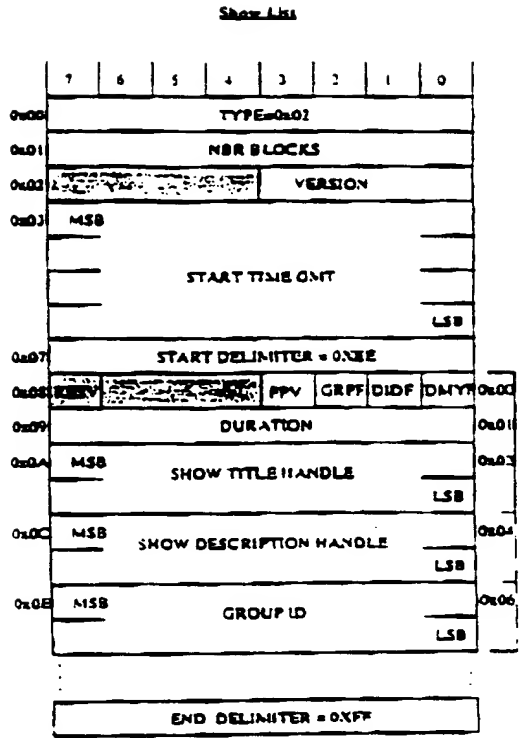 Show List
7 6 5 4 3 2 1 0
0x00 TYPE=0x02
0x01 NBR BLOCKS
0x02 VERSION
0x03 MSB
START TIME GMT
LSB
0x07 START DELIMITER = 0XEE
0x08 PPV GRPF DIDF DMYF 0x00
0x09 DURATION 0x01
0x0A MSB
SHOW TITLE HANDLE
LSB
0x0C MSB 0x04
SHOW DESCRIPTION HANDLE
LSB
0x0E MSB 0x06
GROUP ID
LSB
END DELIMITER = 0XFF